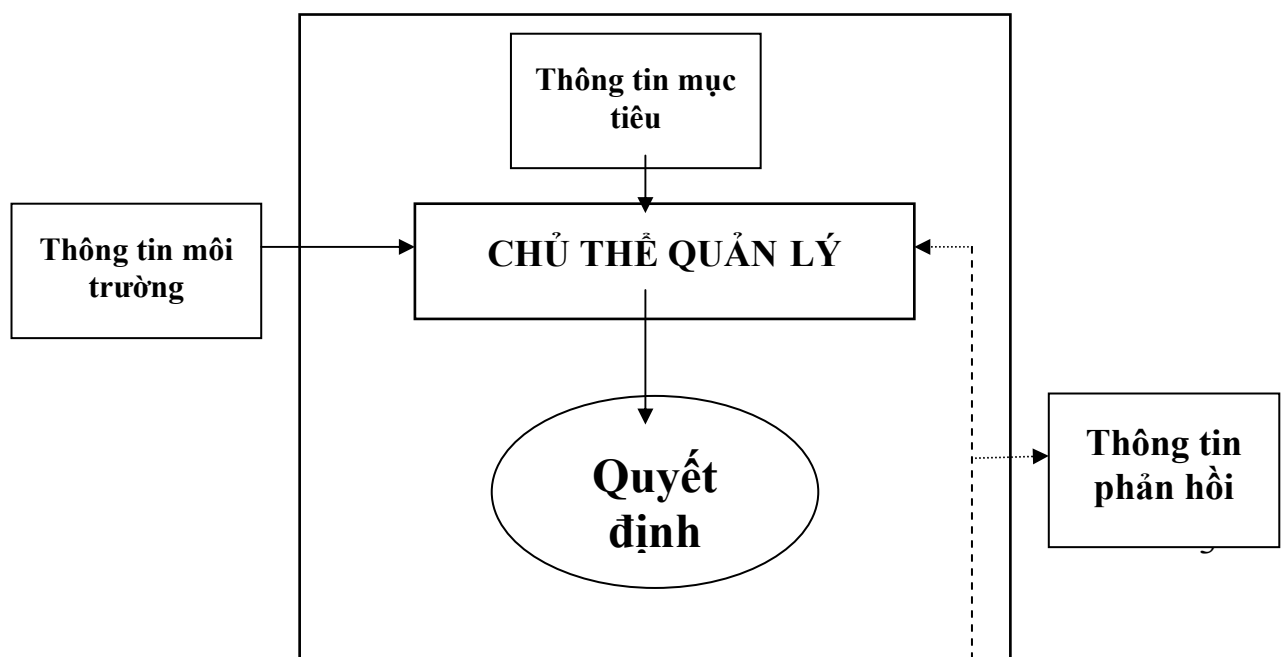 Thông tin mục
tiêu
Thông tin môi
trường
CHỦ THỂ QUẢN LÝ
Quyết
định
Thông tin
phản hồi